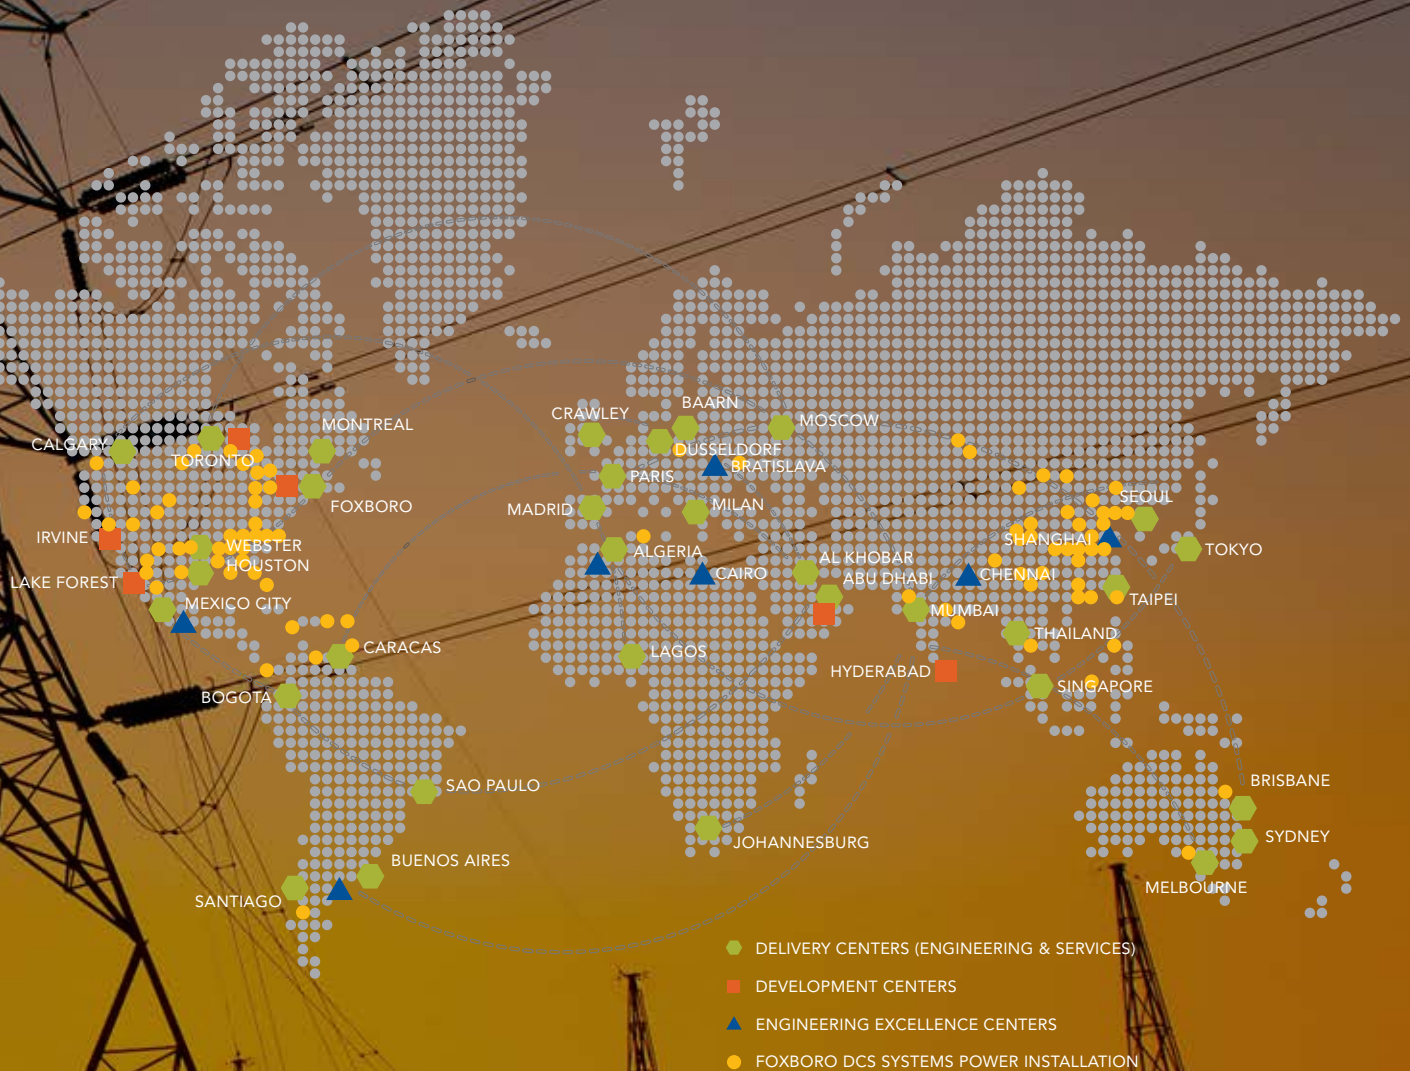 CRAWLEY
BAARN
MOSCOW
MONTREAL
CALGARY
TORONTO
DUSSELDORF
BRATISLAVA
PARIS
FOXBORO
MADRID
MILAN
SEOUL
IRVINE
WEBSTER
HOUSTON
ALGERIA
SHANGHAI
TOKYO
LAKE FOREST
CAIRO
AL KHOBAR
ABU DHABI
CHENNAI
MEXICO CITY
MUMBAI
TAIPEI
CARACAS
LAGOS
THAILAND
HYDERABAD
SINGAPORE
BOGOTA
SAO PAULO
BRISBANE
JOHANNESBURG
SYDNEY
BUENOS AIRES
SANTIAGO
MELBOURNE
DELIVERY CENTERS (ENGINEERING & SERVICES)
DEVELOPMENT CENTERS
ENGINEERING EXCELLENCE CENTERS
FOXBORO DCS SYSTEMS POWER INSTALLATION